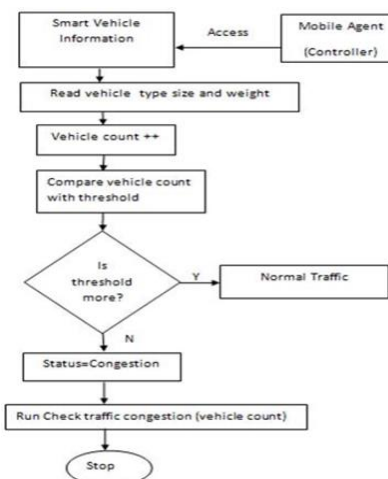 Smart Vehicle
Information
Access
Mobile Agent
(Controller)
Read vehicle type size and weight
Vehicle count ++
Compare vehicle count
with threshold
Is
threshold
more?
Y
Normal Traffic
N
Status=Congestion
Run Check traffic congestion (vehicle count)
Stop